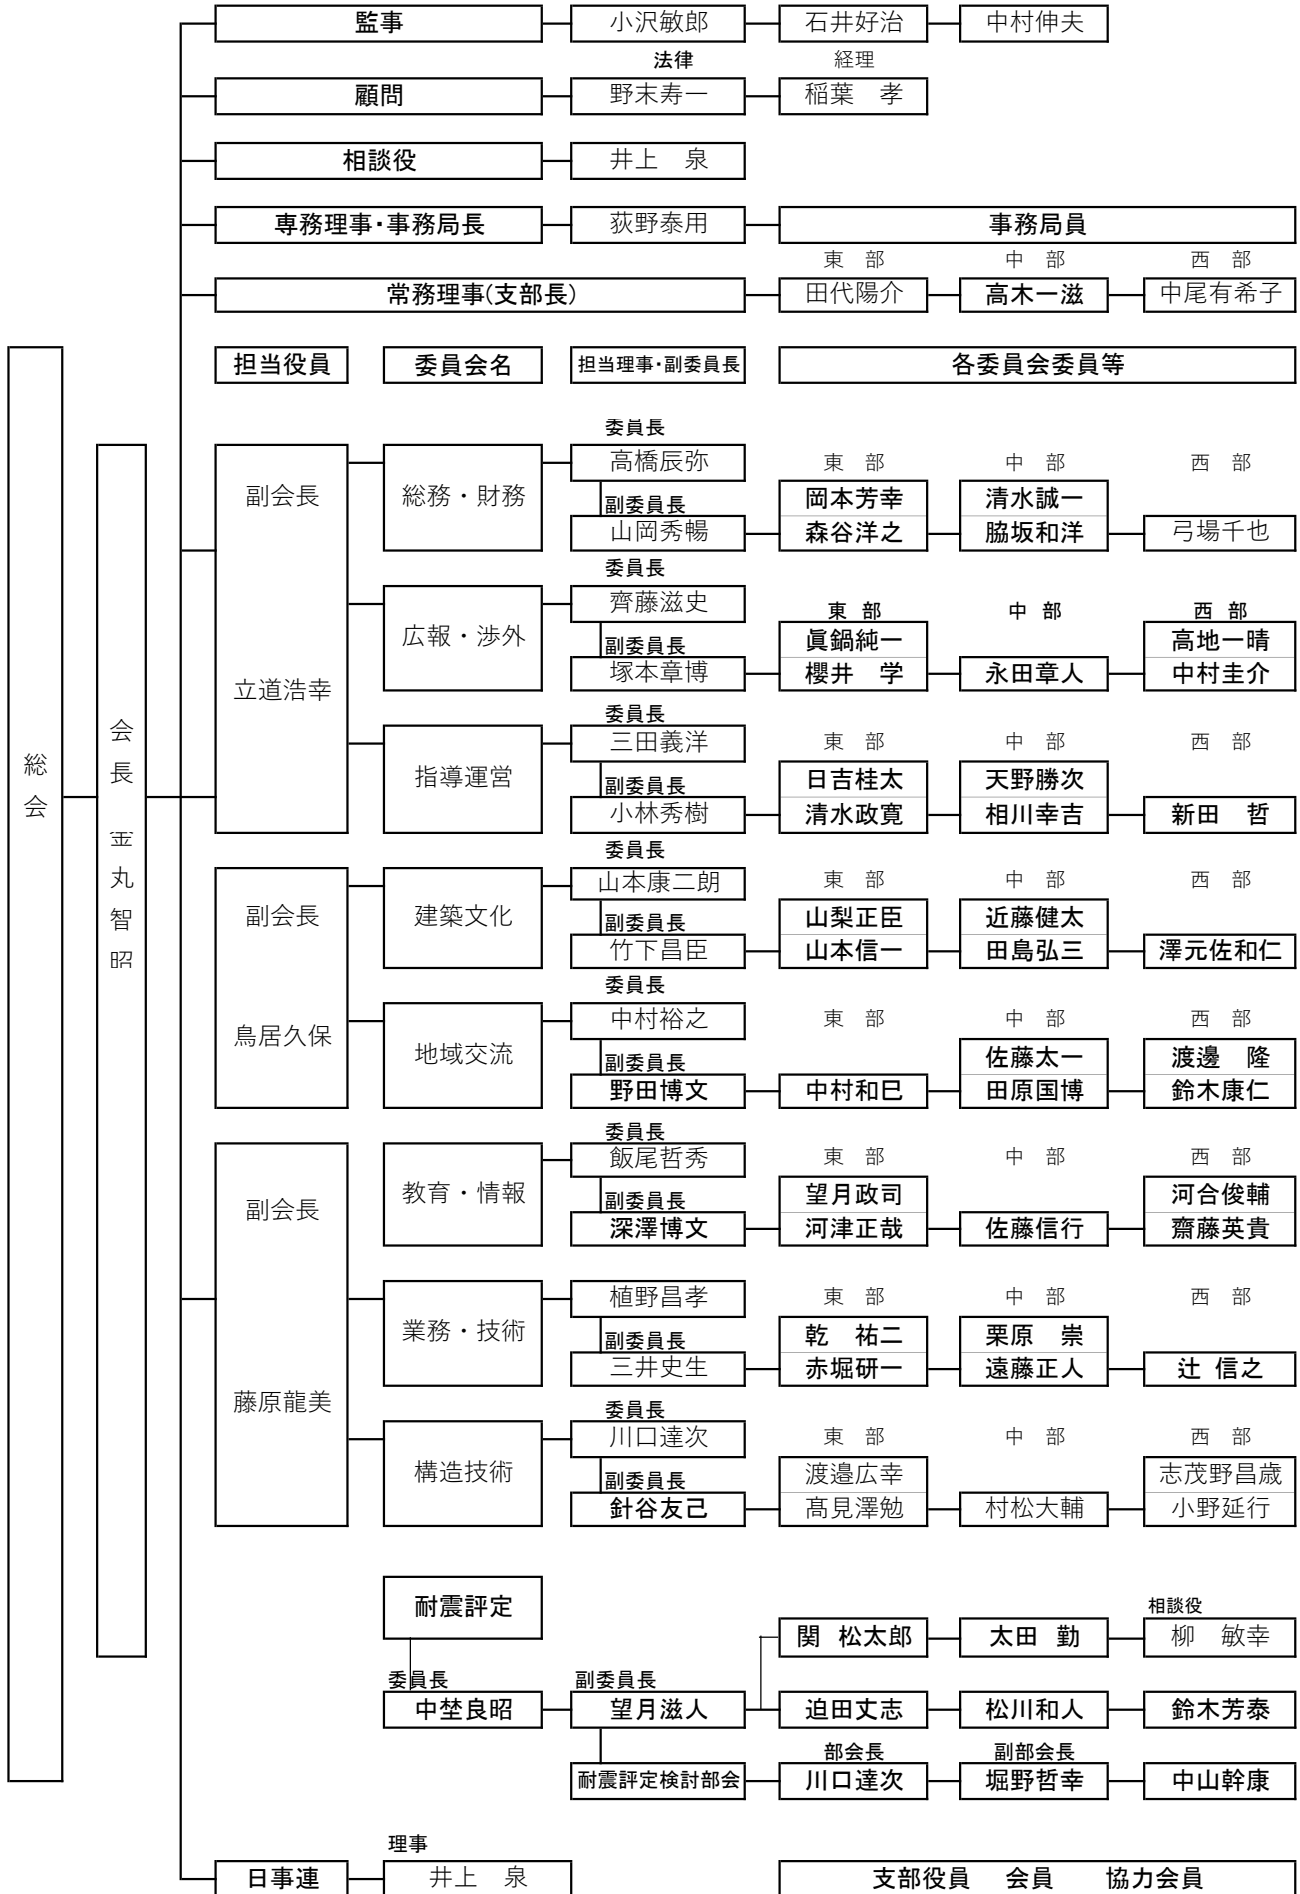 監事 小沢敏郎 石井好治 中村伸夫
法律 経理
顧問 野末寿一 稲葉　孝
相談役 井上　泉
専務理事・事務局長 荻野泰用 事務局員
東　部 中　部 西　部
常務理事(支部長) 田代陽介 高木一滋 中尾有希子
担当役員 委員会名 担当理事・副委員長 各委員会委員等
総会
会長　金丸智昭
副会長
立道浩幸
総務・財務
委員長
高橋辰弥 東　部 中　部 西　部
岡本芳幸 清水誠一
副委員長
山岡秀暢 森谷洋之 脇坂和洋 弓場千也
広報・渉外
委員長
齊藤滋史
東 部 中 部 西 部
眞鍋純一 高地一晴
副委員長
塚本章博 櫻井　学 永田章人 中村圭介
指導運営
委員長
三田義洋 東　部 中　部 西　部
日吉桂太 天野勝次
副委員長
小林秀樹 清水政寛 相川幸吉 新田　哲
副会長
鳥居久保
建築文化
委員長
山本康二朗 東　部 中　部 西　部
山梨正臣 近藤健太
副委員長
竹下昌臣 山本信一 田島弘三 澤元佐和仁
地域交流
委員長
中村裕之 東　部 中　部 西　部
佐藤太一 渡邊　隆
副委員長
野田博文 中村和巳 田原国博 鈴木康仁
副会長
藤原龍美
教育・情報
委員長
飯尾哲秀 東　部 中　部 西　部
望月政司 河合俊輔
副委員長
深澤博文 河津正哉 佐藤信行 齋藤英貴
業務・技術
植野昌孝 東　部 中　部 西　部
乾　祐二 栗原　崇
副委員長
三井史生 赤堀研一 遠藤正人 辻 信之
構造技術
委員長
川口達次 東　部 中　部 西　部
渡邉広幸 志茂野昌歳
副委員長
針谷友己 髙見澤勉 村松大輔 小野延行
耐震評定
相談役
関 松太郎 太田 勤 柳　敏幸
委員長 副委員長
中埜良昭 望月滋人 迫田丈志 松川和人 鈴木芳泰
部会長 副部会長
耐震評定検討部会 川口達次 堀野哲幸 中山幹康
理事
日事連 井上　泉 支部役員　会員　協力会員